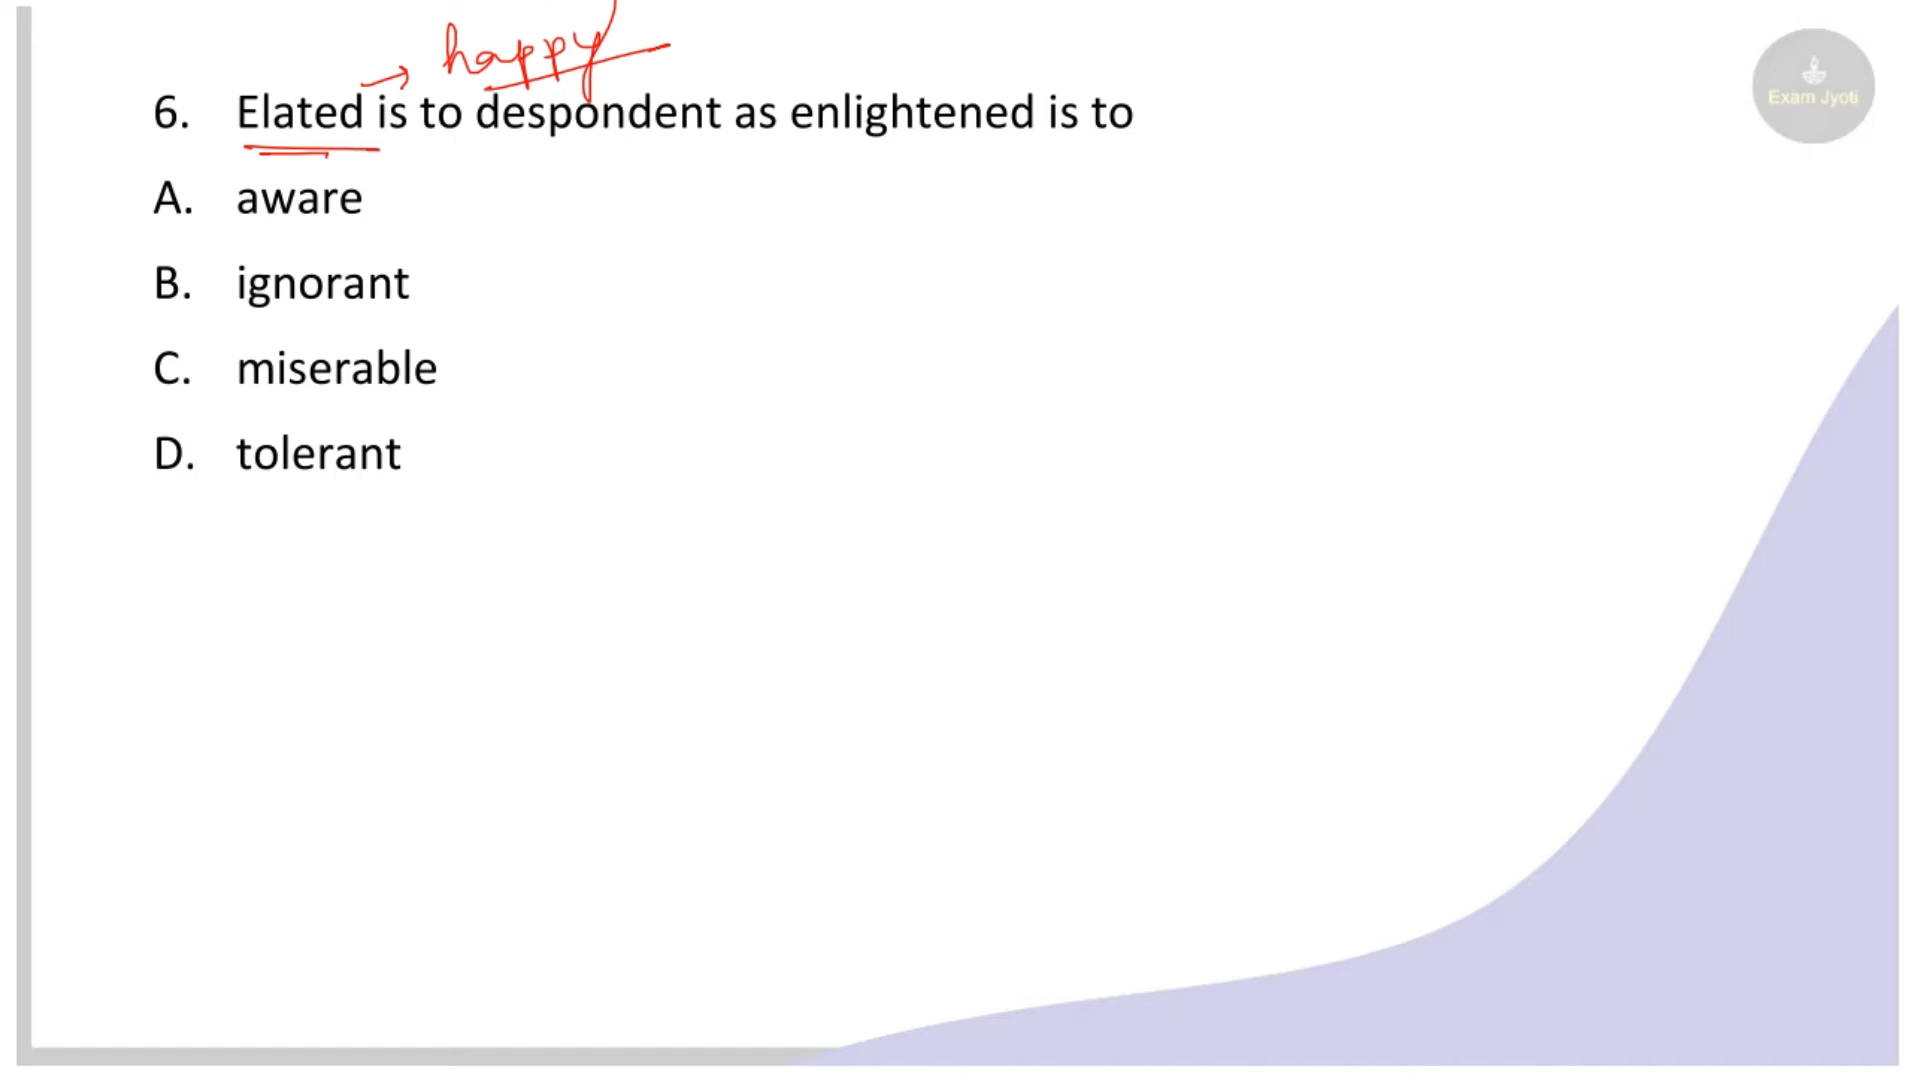 → happy
6. Elated is to despondent as enlightened is to
Exam Jyoti
A. aware
B. ignorant
C. miserable
D. tolerant